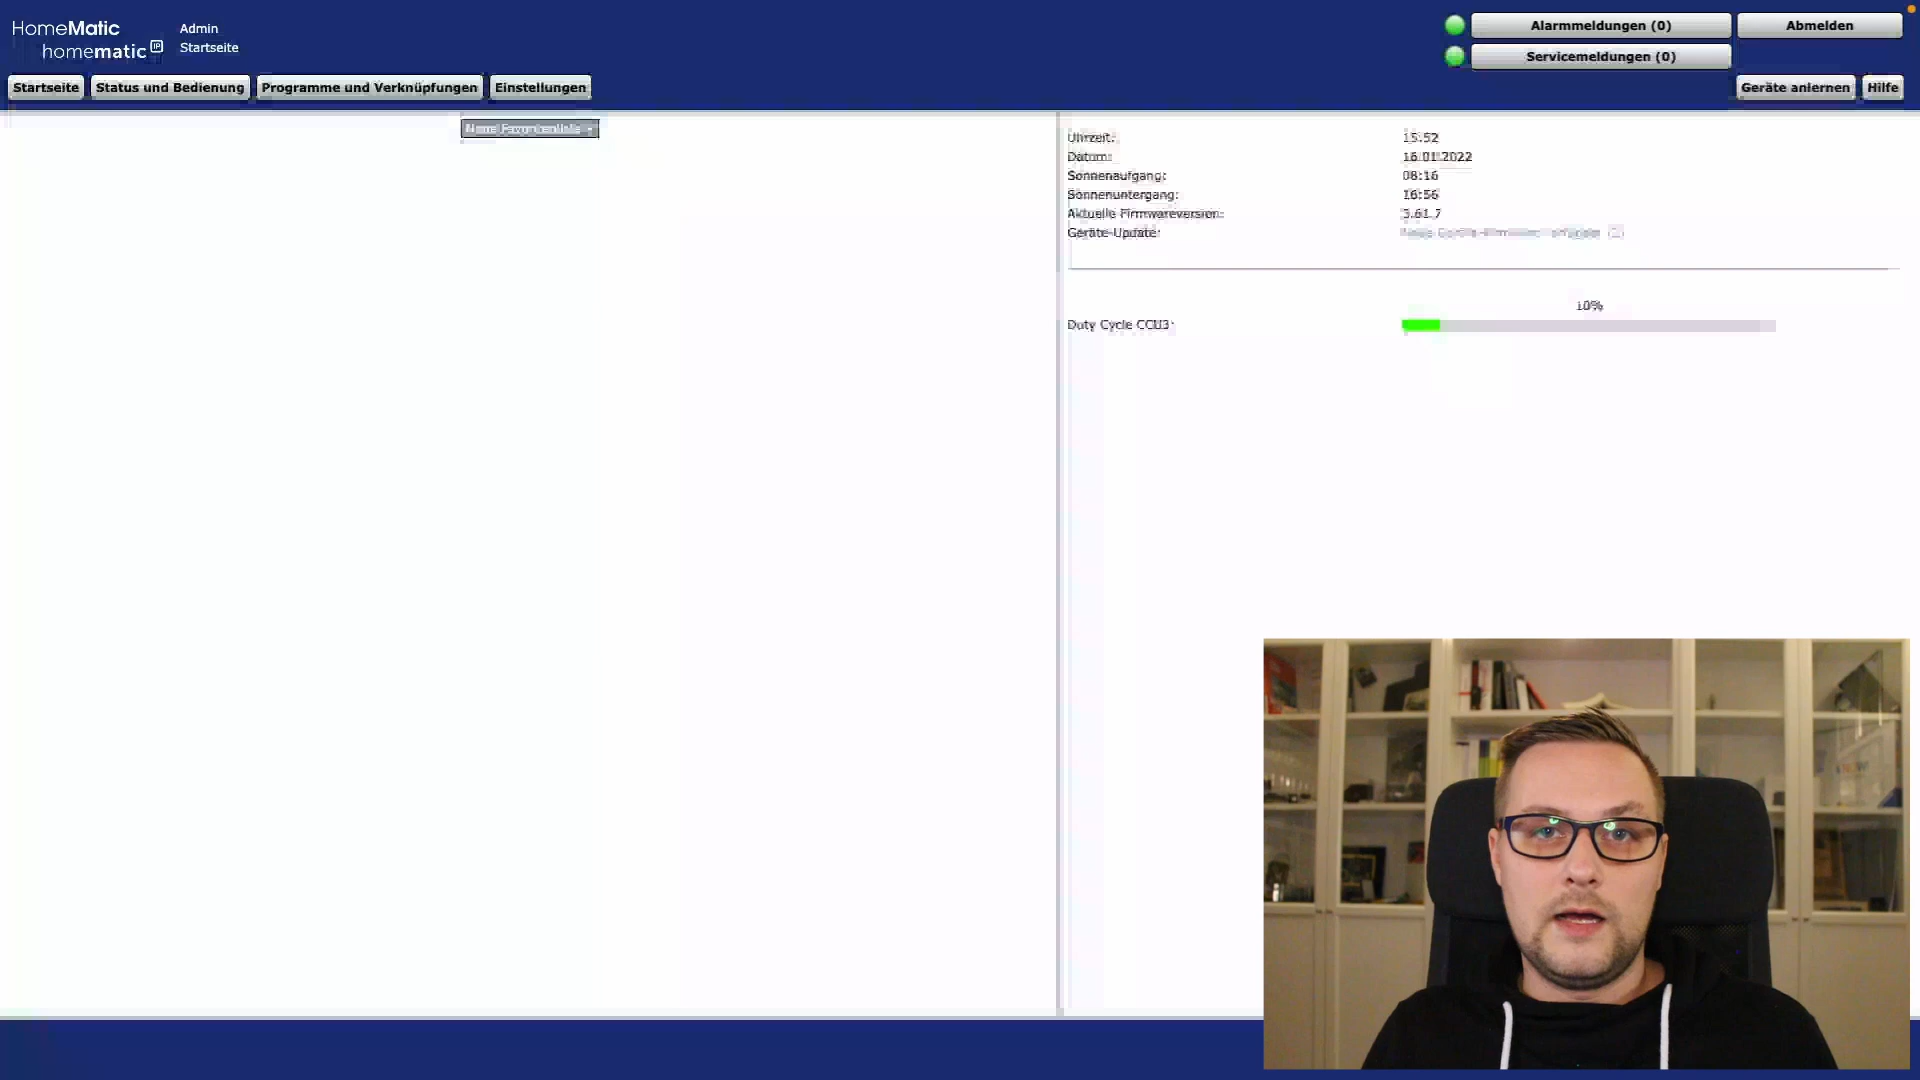 HomeMatic
homematic IP
Admin
Startseite
Alarmmeldungen (0)
Abmelden
Servicemeldungen (0)
Startseite
Status und Bedienung
Programme und Verknüpfungen
Einstellungen
Geräte anlernen
Hilfe
Uhrzeit: 15:52
Datum: 16.01.2022
Sonnenaufgang: 08:16
Sonnenuntergang: 16:56
Aktuelle Firmwareversion: 3.61.7
Geräte-Update:
10%
Duty Cycle CCU3: